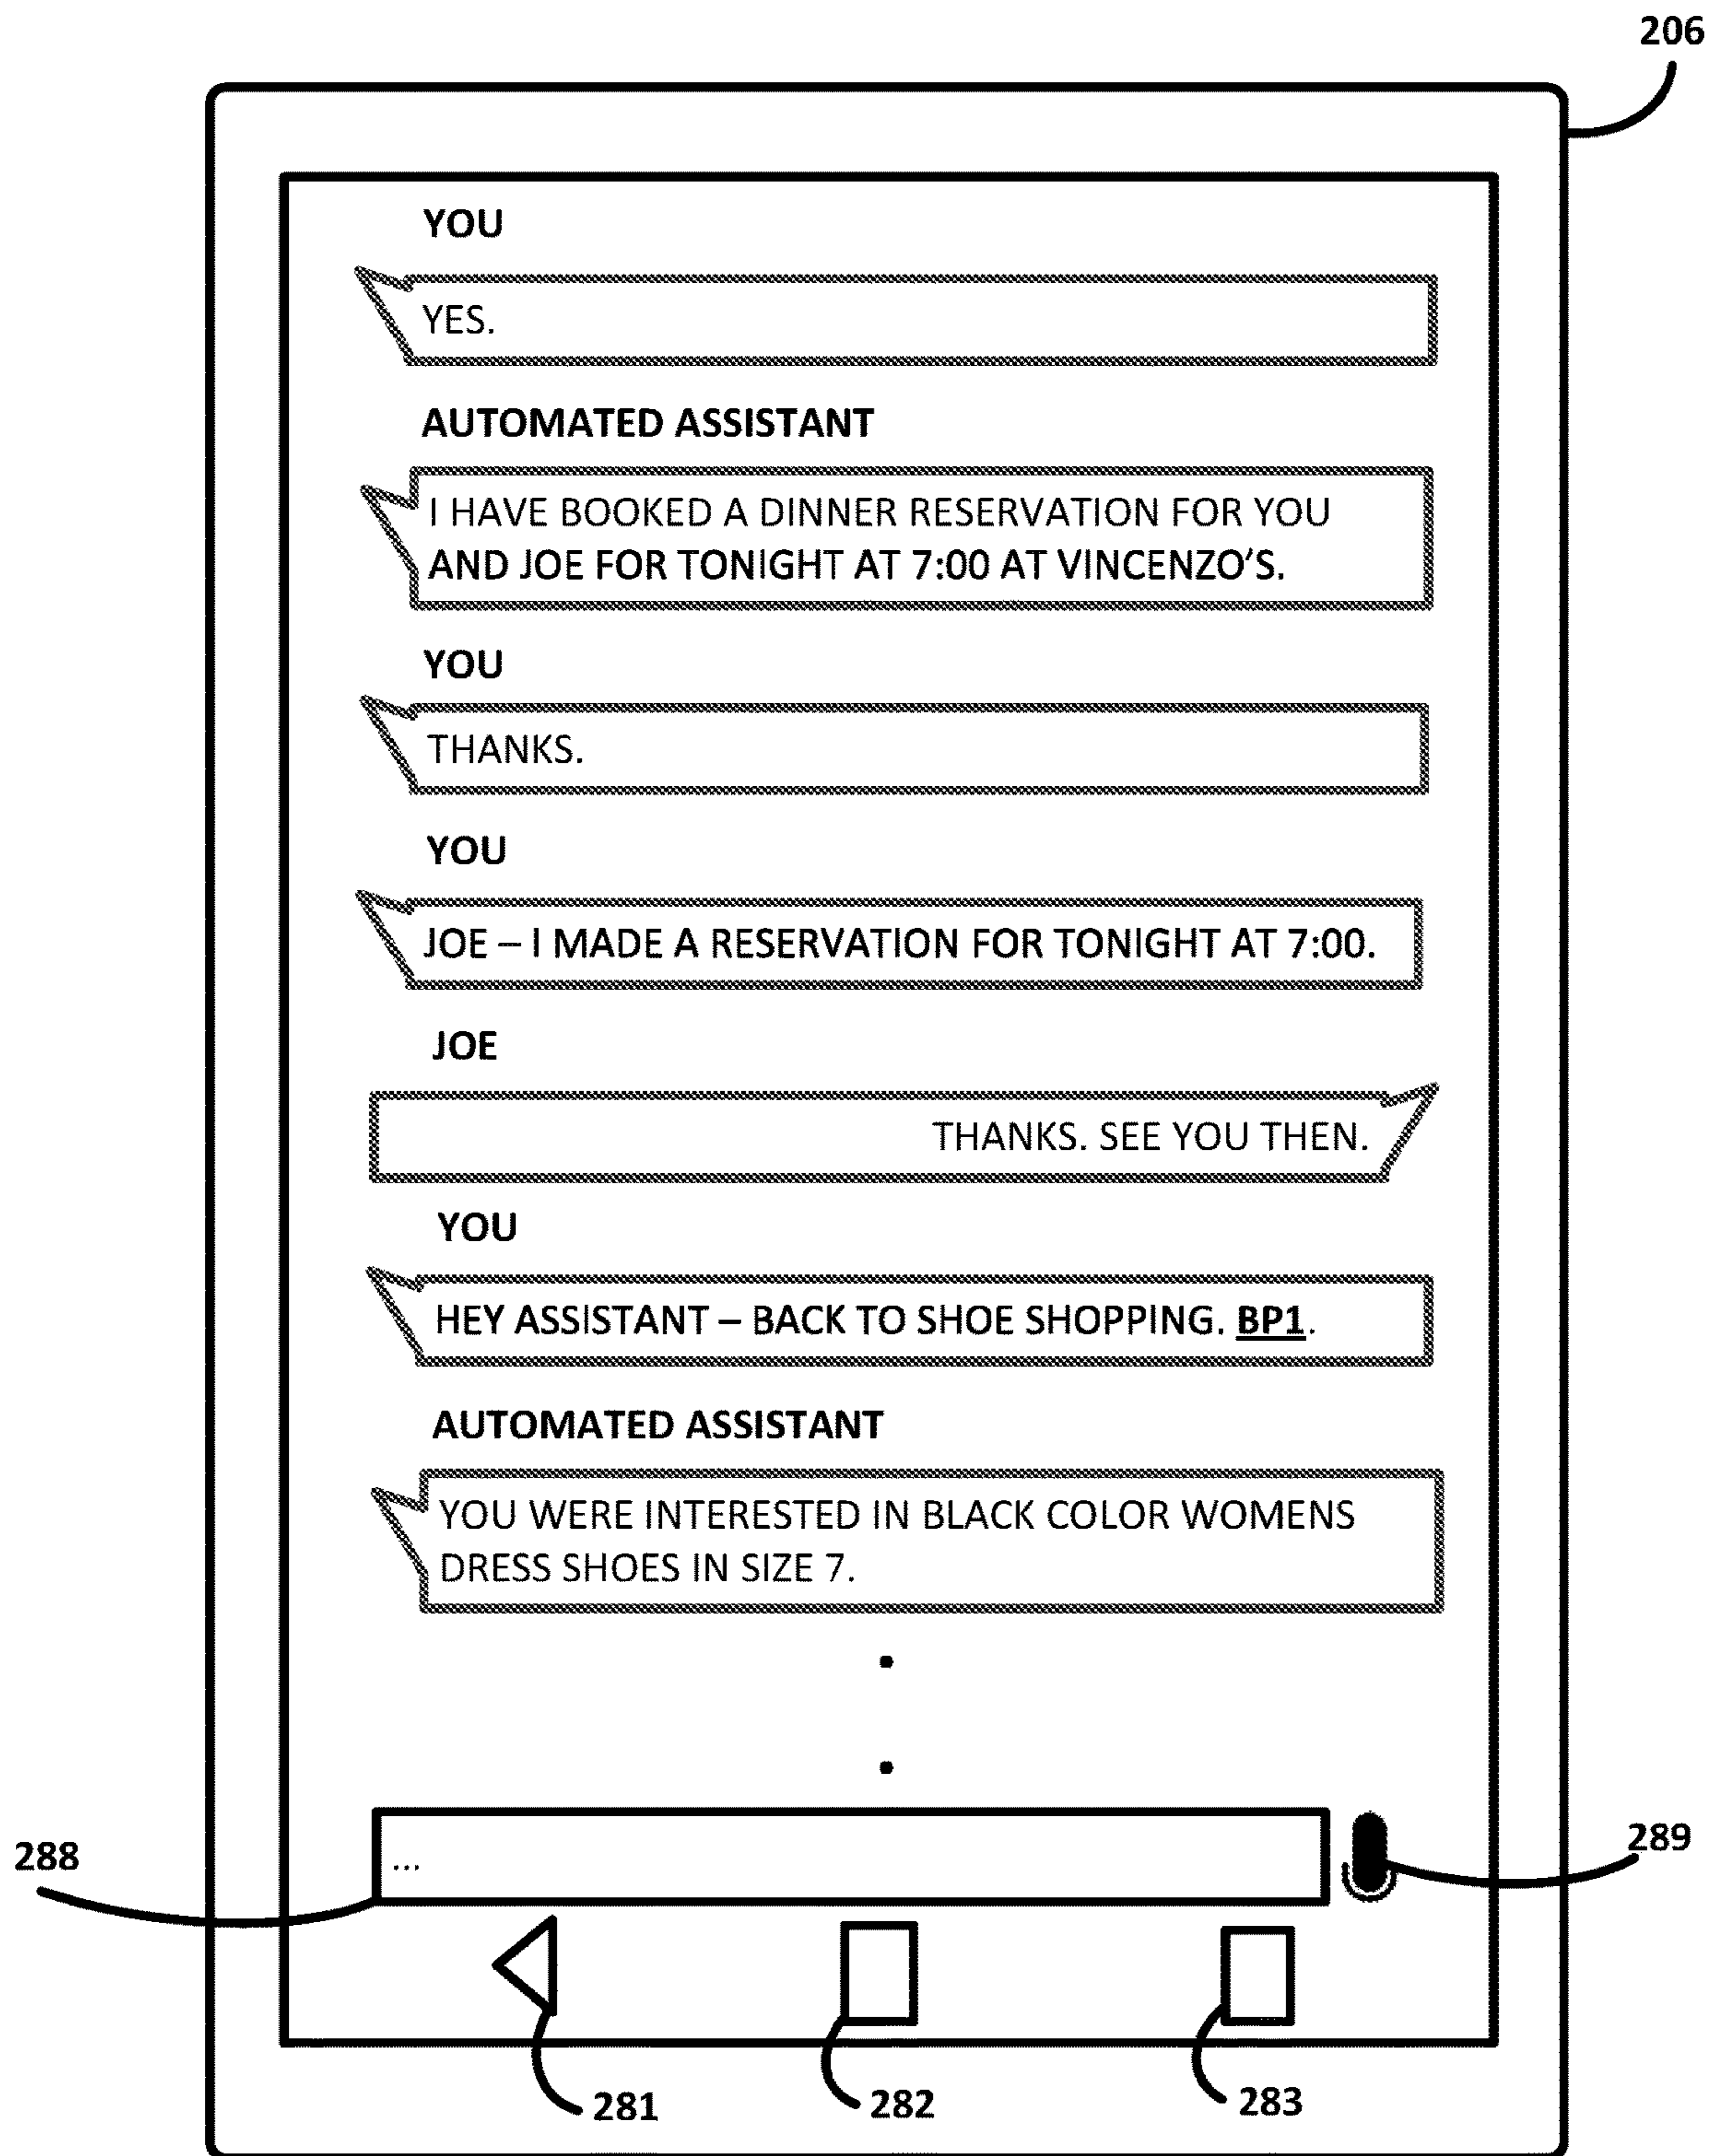 206
YOU
YES.
AUTOMATED ASSISTANT
I HAVE BOOKED A DINNER RESERVATION FOR YOU
AND JOE FOR TONIGHT AT 7:00 AT VINCENZO’S.
YOU
THANKS.
YOU
JOE – I MADE A RESERVATION FOR TONIGHT AT 7:00.
JOE
THANKS. SEE YOU THEN.
YOU
HEY ASSISTANT – BACK TO SHOE SHOPPING. BP1.
AUTOMATED ASSISTANT
YOU WERE INTERESTED IN BLACK COLOR WOMENS
DRESS SHOES IN SIZE 7.
288
...
289
281
282
283